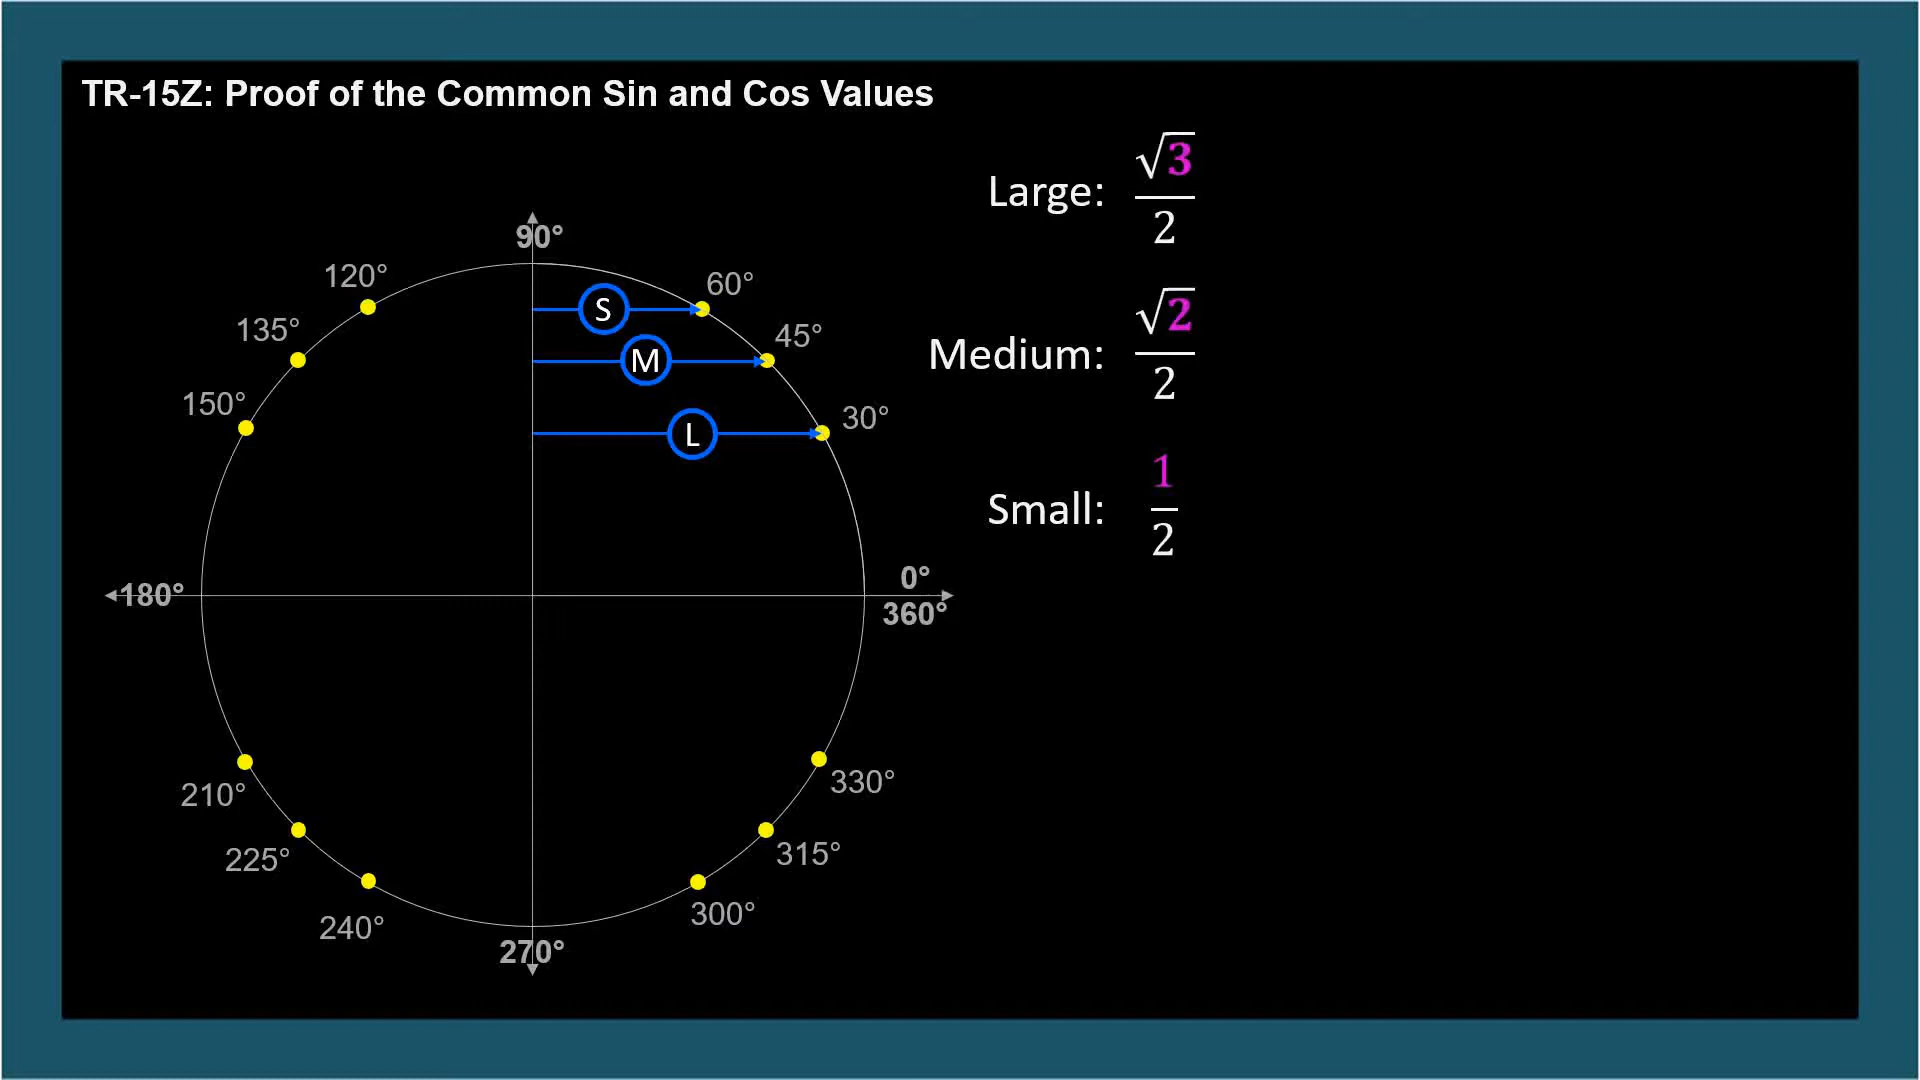 TR-15Z: Proof of the Common Sin and Cos Values
Large: √3/2
Medium: √2/2
Small: 1/2
90°
120°
60°
S
135°
45°
M
150°
30°
L
0°
180°
360°
210°
330°
225°
315°
240°
300°
270°